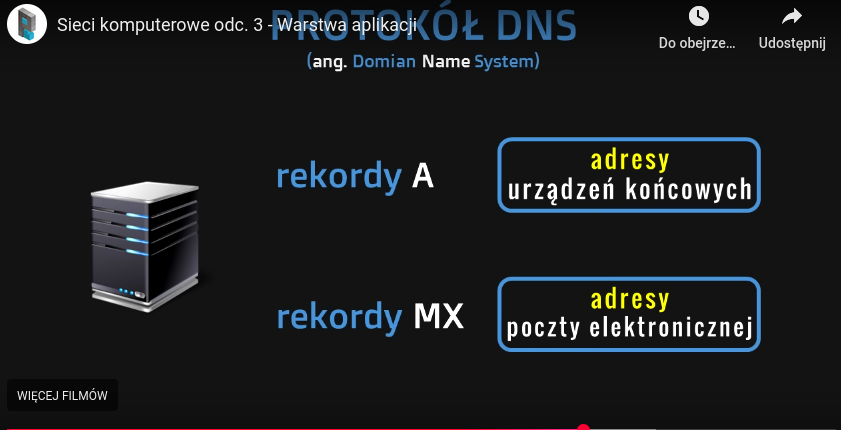 PROTOKÓŁ DNS
Sieci komputerowe odc. 3 - Warstwa aplikacji
Do obejrze...
Udostępnij
(ang. Domian Name System)
rekordy A
adresy
urządzeń końcowych
rekordy MX
adresy
poczty elektronicznej
WIĘCEJ FILMÓW